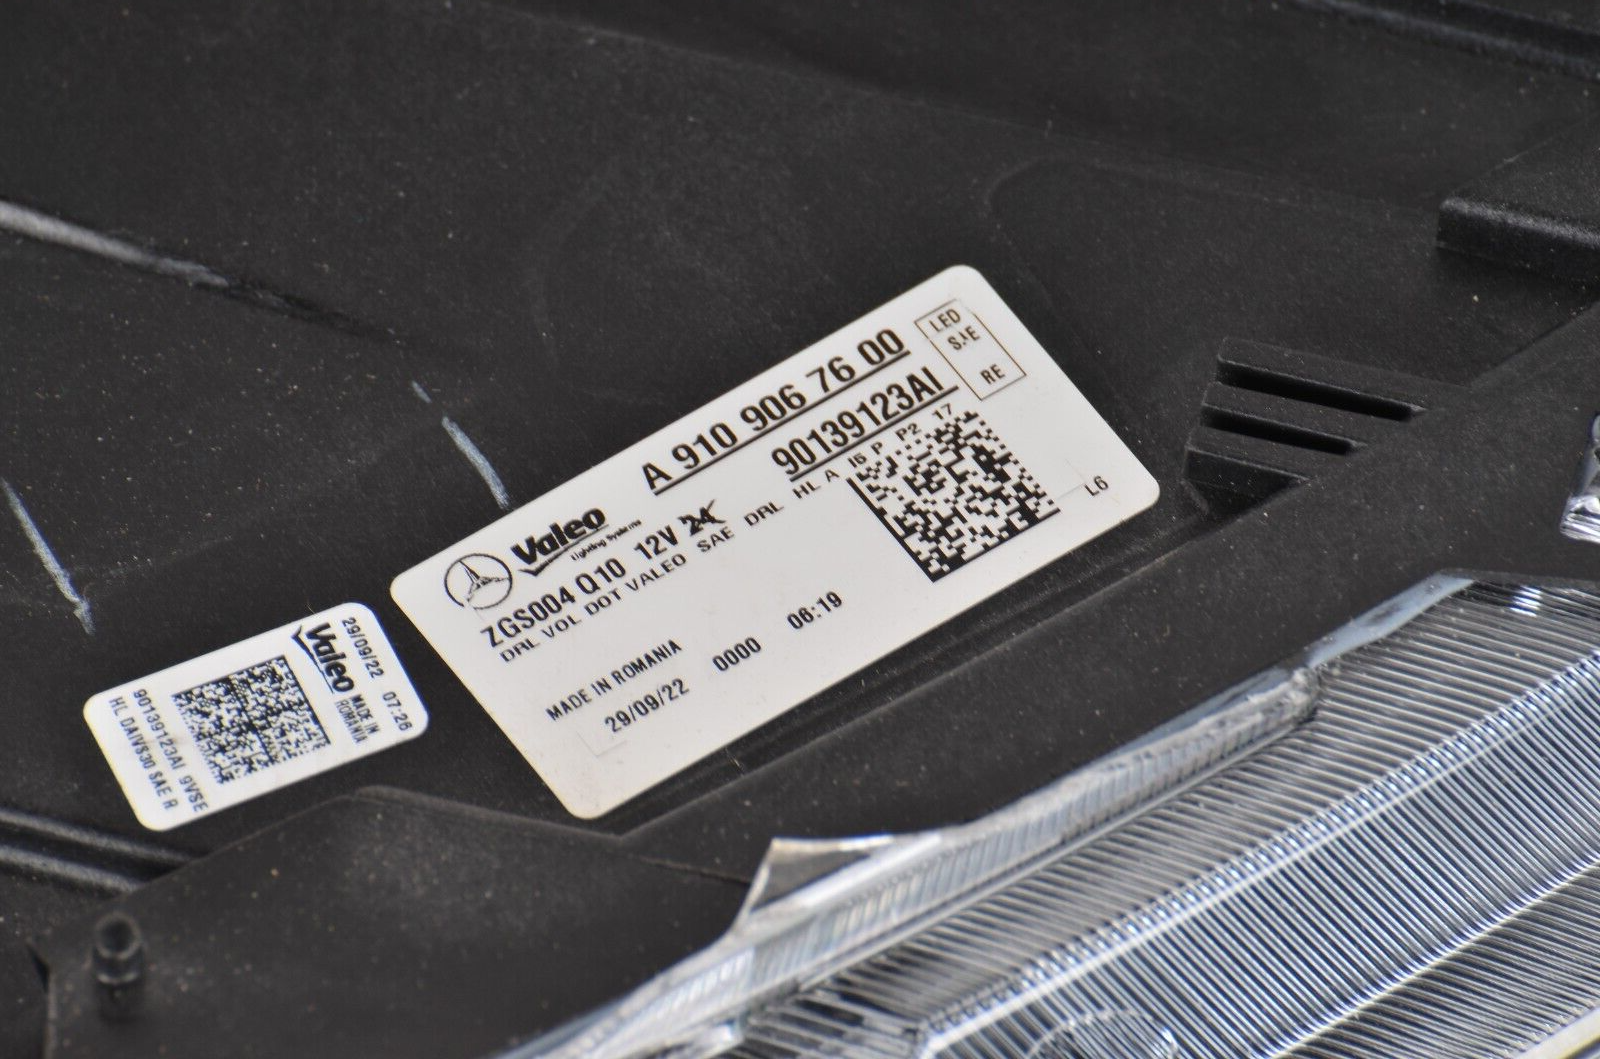 A 910 906 76 00
90139123AI
LED
SAE
RE
Valeo
Lighting Systems
ZGS004 Q10 12V
DRL VOL DOT VALEO SAE DRL HL A I5 P P2 17
L6
MADE IN ROMANIA
29/09/22 0000 06:19
29/09/22 07:26
Valeo
MADE IN
ROMANIA
90139123AI 9VSE
HL DAIVS30 SAE R